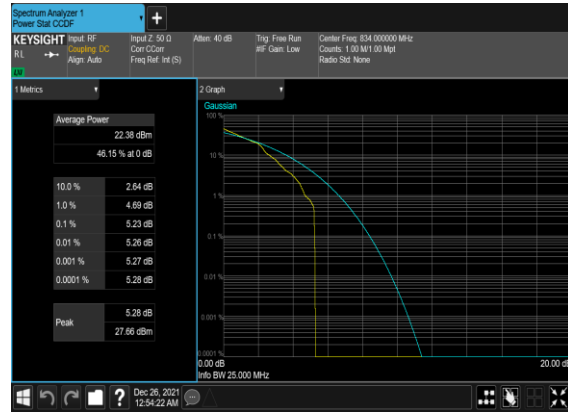 Spectrum Analyzer 1
Power Stat CCDF
KEYSIGHT
R L
Input: RF
Coupling: DC
Align: Auto
Input Z: 50 Ω
Corr CCorr
Freq Ref: Int (S)
Atten: 40 dB
Trig: Free Run
#IF Gain: Low
Center Freq: 834.000000 MHz
Counts: 1.00 M/1.00 Mpt
Radio Std: None
1 Metrics
Average Power
22.38 dBm
46.15 % at 0 dB
10.0 % 2.64 dB
1.0 % 4.69 dB
0.1 % 5.23 dB
0.01 % 5.26 dB
0.001 % 5.27 dB
0.0001 % 5.28 dB
Peak
5.28 dB
27.66 dBm
2 Graph
Gaussian
100 %
10 %
1 %
0.1 %
0.01 %
0.001 %
0.0001 %
0.00 dB
20.00 dB
Info BW 25.000 MHz
?
Dec 26, 2021
12:54:22 AM